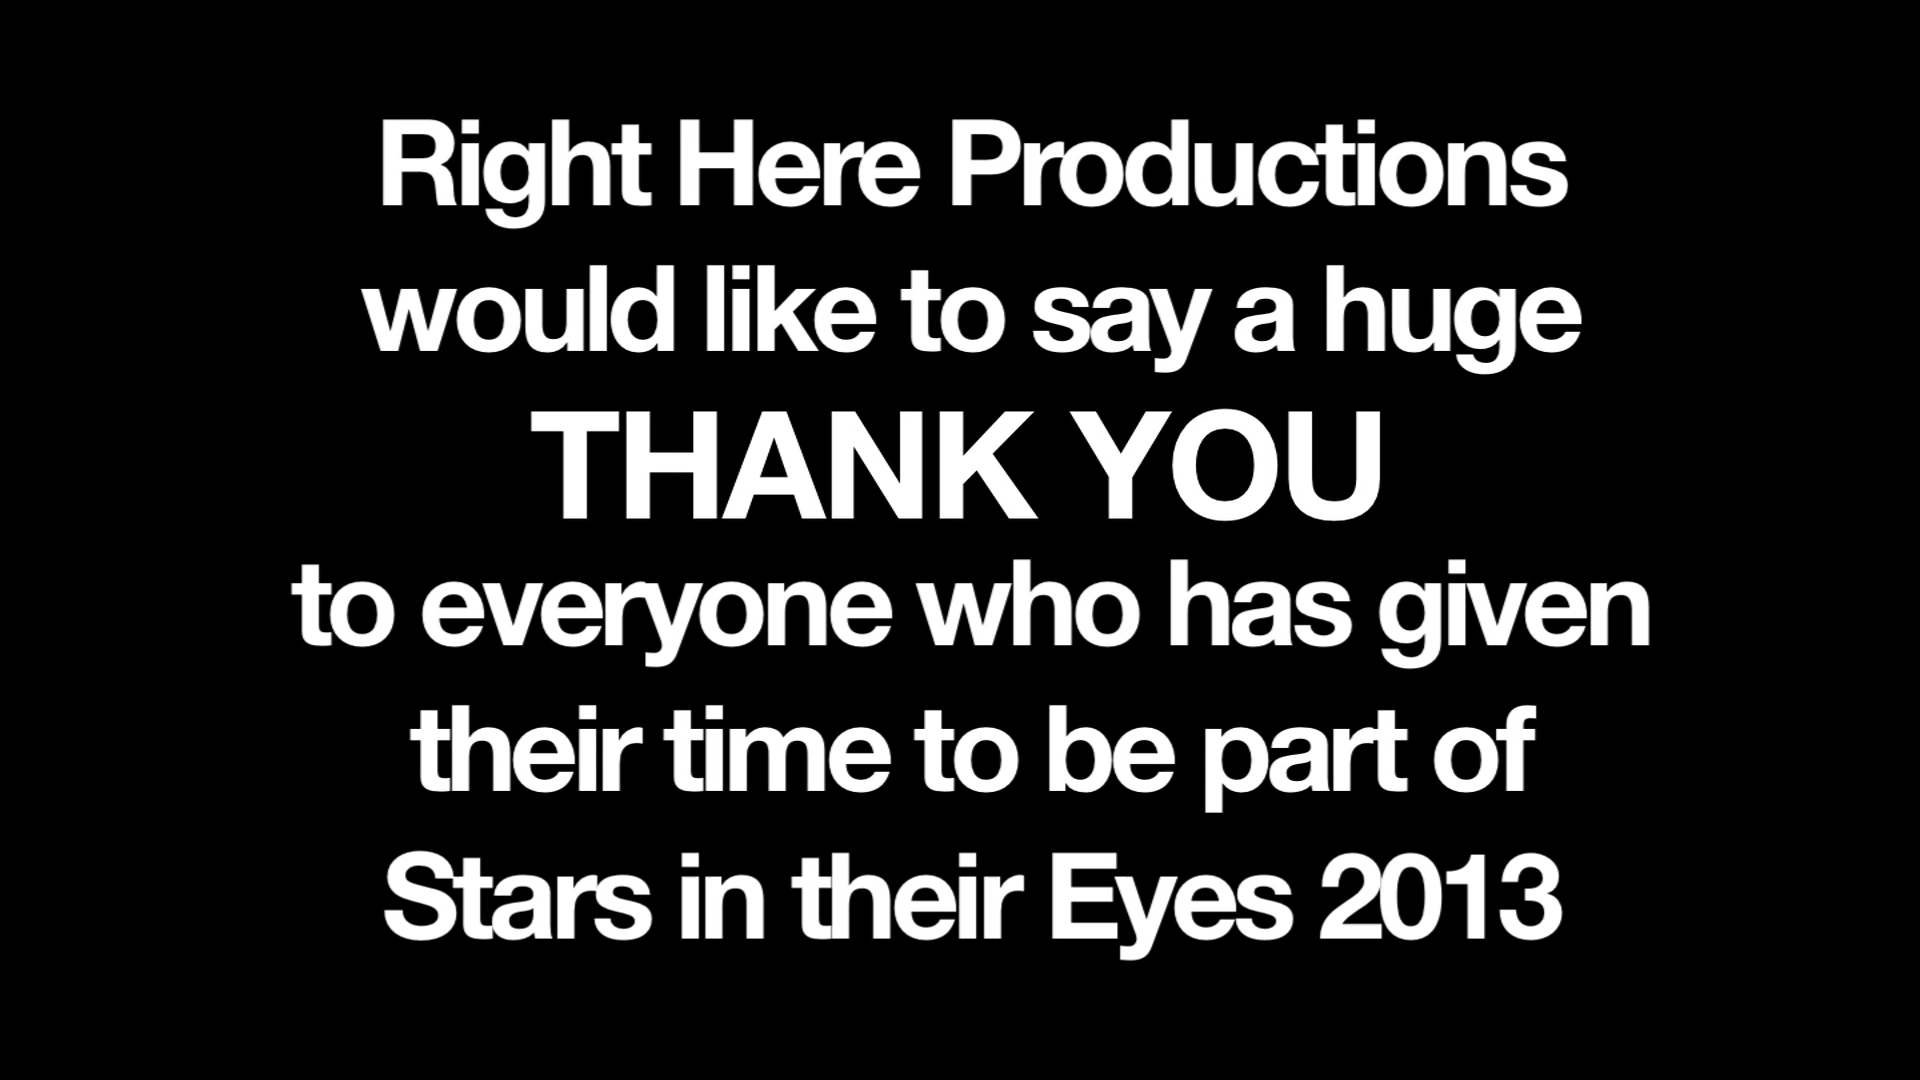 Right Here Productions
would like to say a huge
THANK YOU
to everyone who has given
their time to be part of
Stars in their Eyes 2013